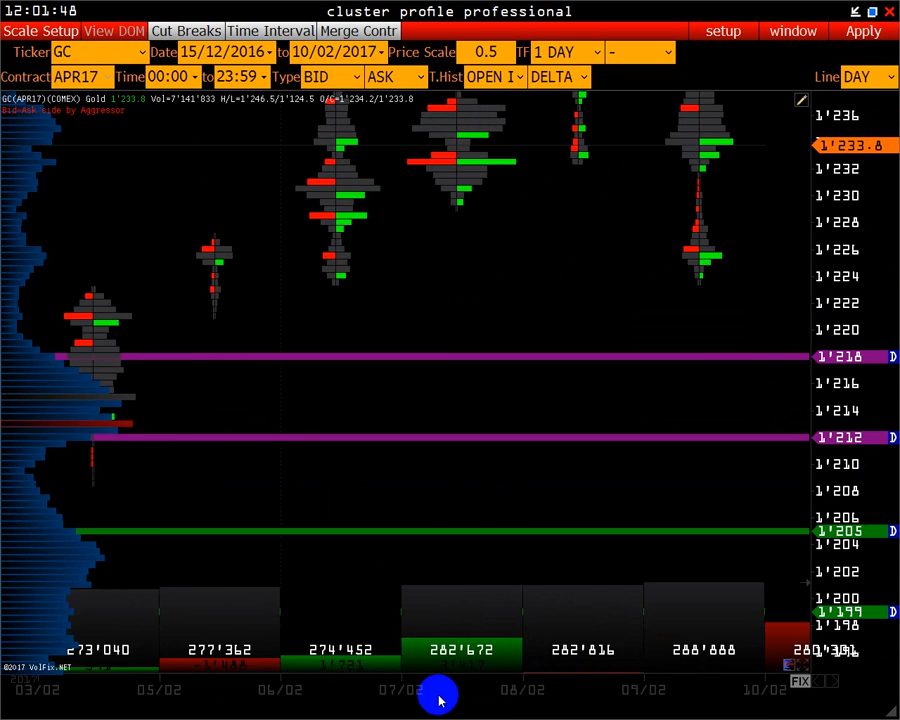 12:01:48 cluster profile professional
Scale Setup View DOM Cut Breaks Time Interval Merge Contr setup window Apply
Ticker GC Date 15/12/2016 to 10/02/2017 Price Scale 0.5 TF 1 DAY -
Contract APR17 Time 00:00 to 23:59 Type BID ASK T.Hist OPEN I DELTA Line DAY
GC(APR17)(COMEX) Gold 1'233.8 Vol=7'141'833 H/L=1'246.5/1'124.5 O/C=1'234.2/1'233.8
Bid-Ask side by Aggressor
1'236
1'233.8
1'232
1'230
1'228
1'226
1'224
1'222
1'220
1'218 D
1'216
1'214
1'212 D
1'210
1'208
1'206
1'205 D
1'204
1'202
1'200
1'199 D
1'198
273'040 277'362 274'452 282'672 282'816 288'888
-1'488 1'721 3'417
©2017 VolFix.NET
FIX
03/02 05/02 06/02 07/02 08/02 09/02 10/02